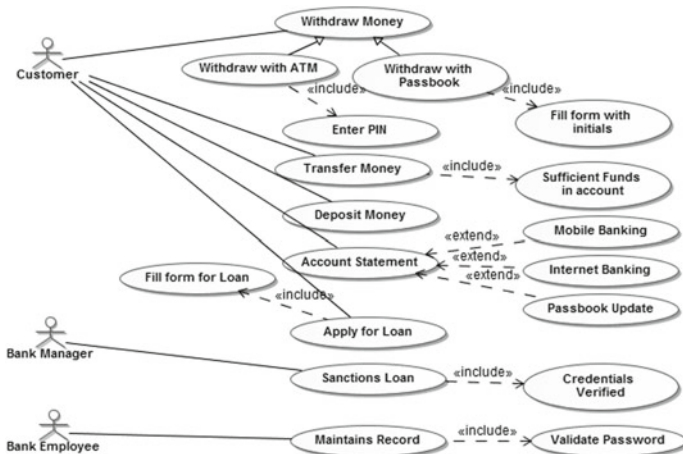 Withdraw Money
Customer
Withdraw with ATM
Withdraw with
Passbook
«include»
«include»
Enter PIN
Fill form with
initials
Transfer Money
«include»
Sufficient Funds
in account
Deposit Money
Mobile Banking
«extend»
Account Statement
«extend»
Internet Banking
«extend»
Fill form for Loan
«include»
Passbook Update
Apply for Loan
Bank Manager
Sanctions Loan
«include»
Credentials
Verified
Bank Employee
Maintains Record
«include»
Validate Password